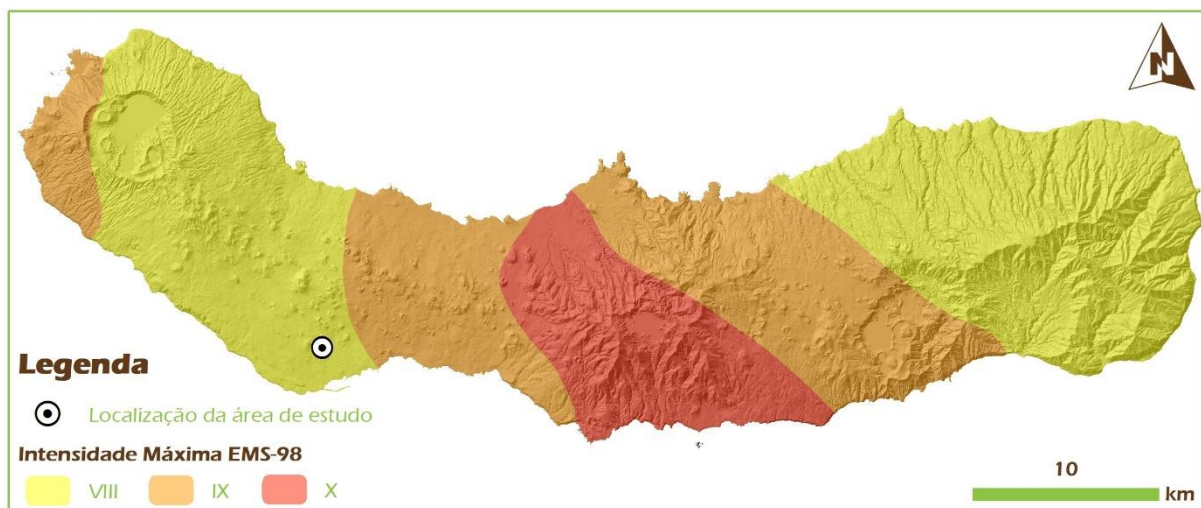 N
Legenda
Localização da área de estudo
Intensidade Máxima EMS-98
VIII IX X
10
km